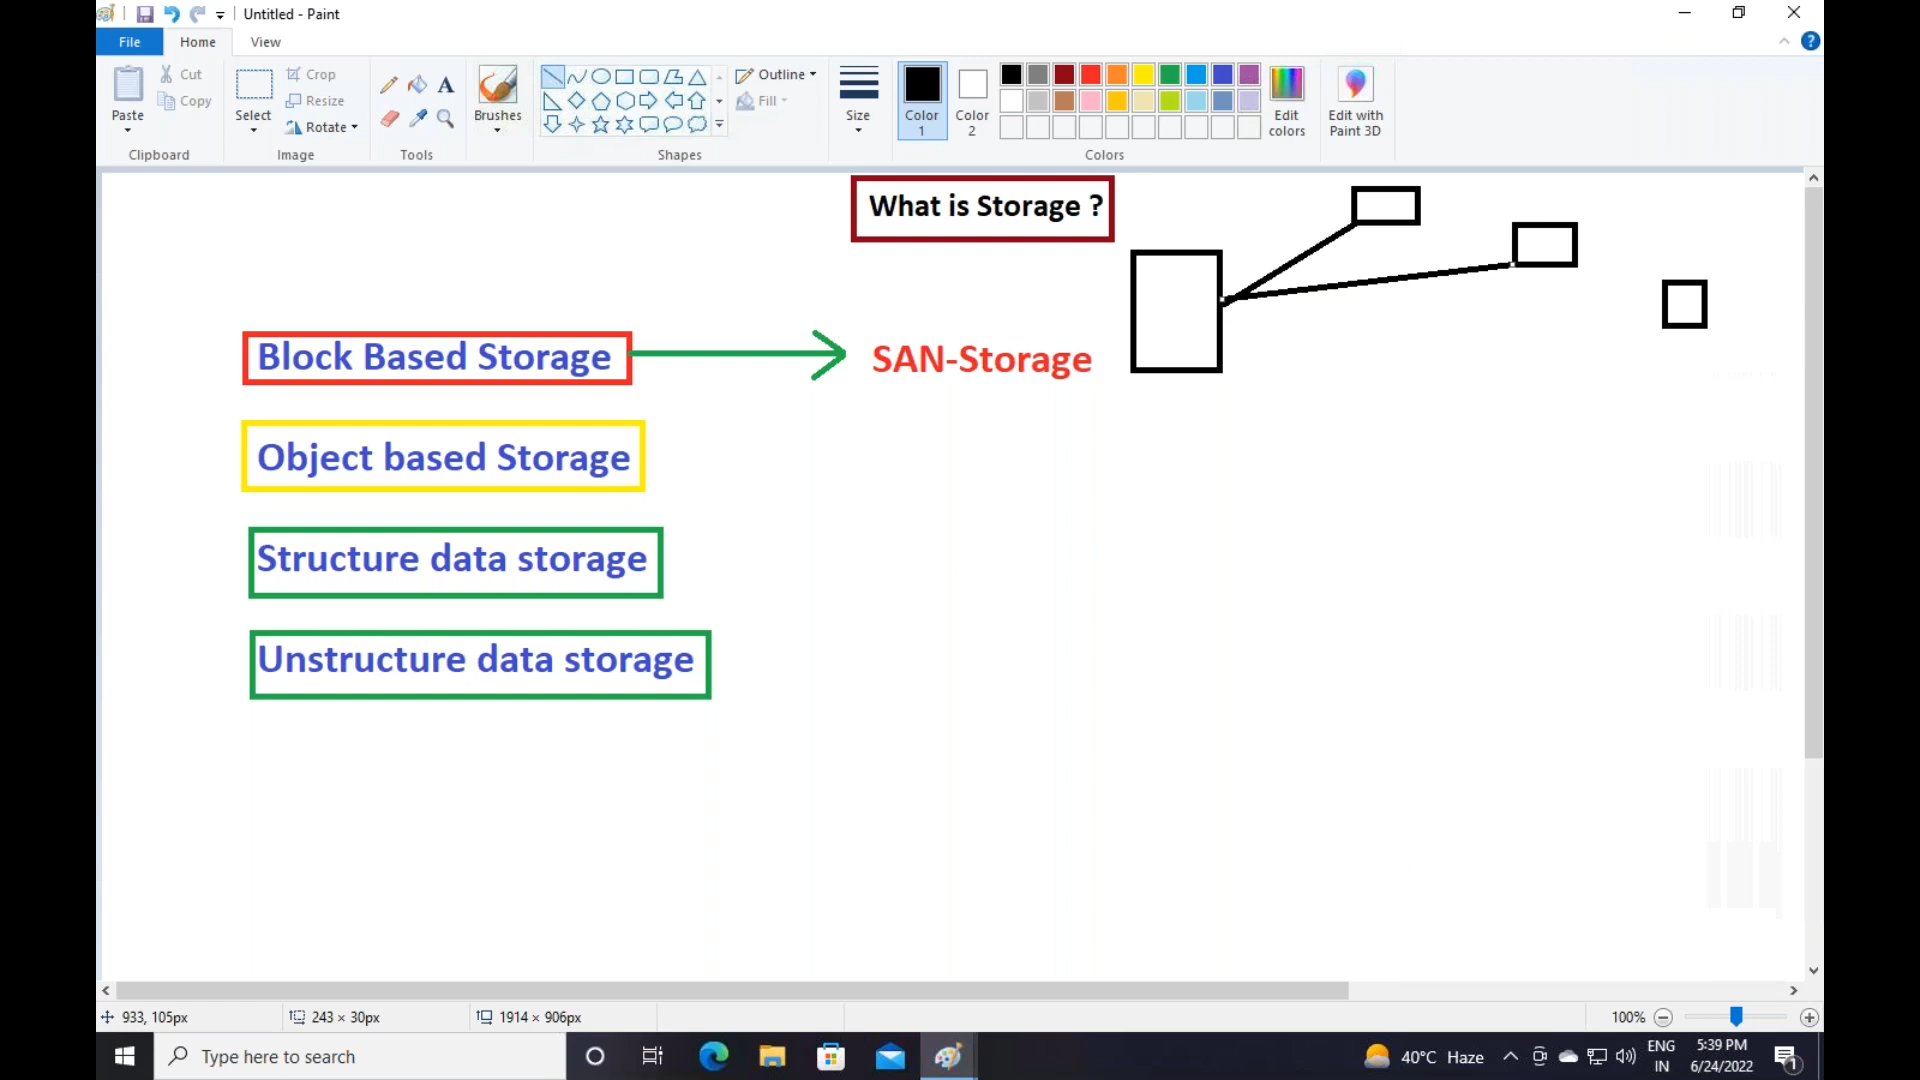 Untitled - Paint
File Home View
Cut
Copy
Paste
Clipboard
Crop
Resize
Rotate
Select
Image
A
Tools
Brushes
Outline
Fill
Shapes
Size
Color 1
Color 2
Colors
Edit colors
Edit with Paint 3D
?
What is Storage ?
Block Based Storage
SAN-Storage
Object based Storage
Structure data storage
Unstructure data storage
933, 105px
243 × 30px
1914 × 906px
100%
Type here to search
40°C Haze
ENG
IN
5:39 PM
6/24/2022
1